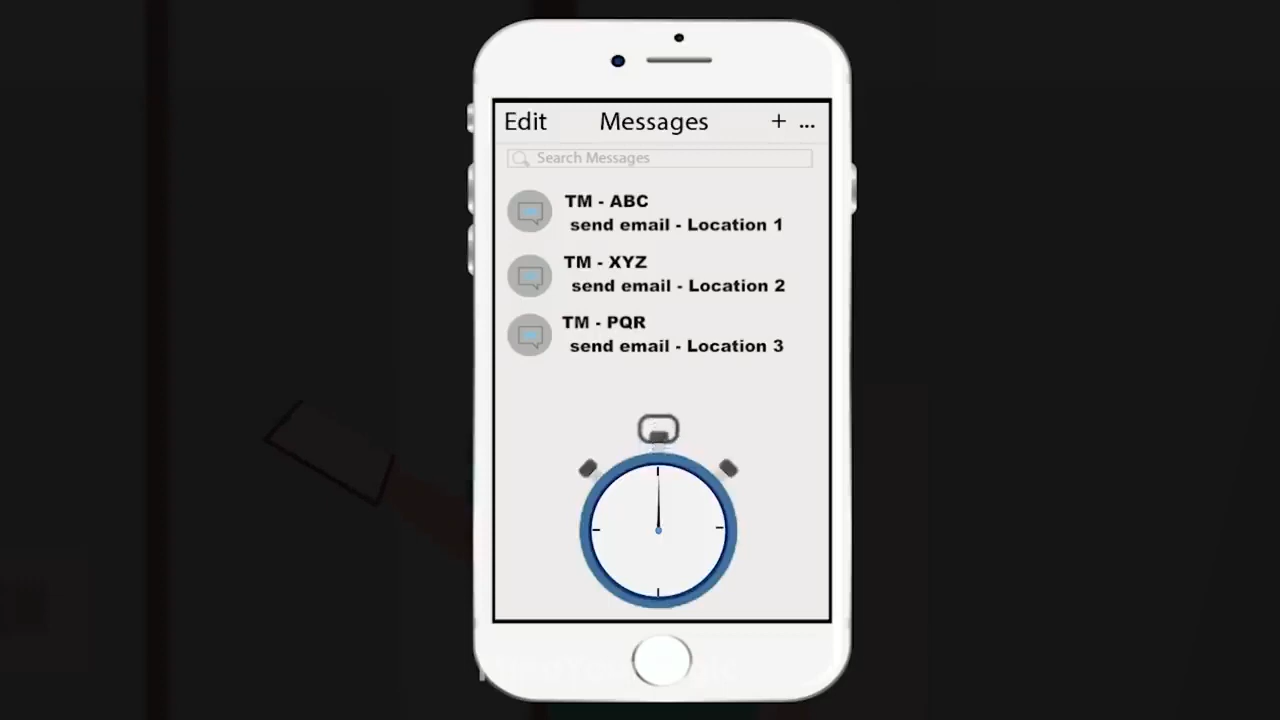 Edit Messages + ...
Search Messages
TM - ABC
send email - Location 1
TM - XYZ
send email - Location 2
TM - PQR
send email - Location 3